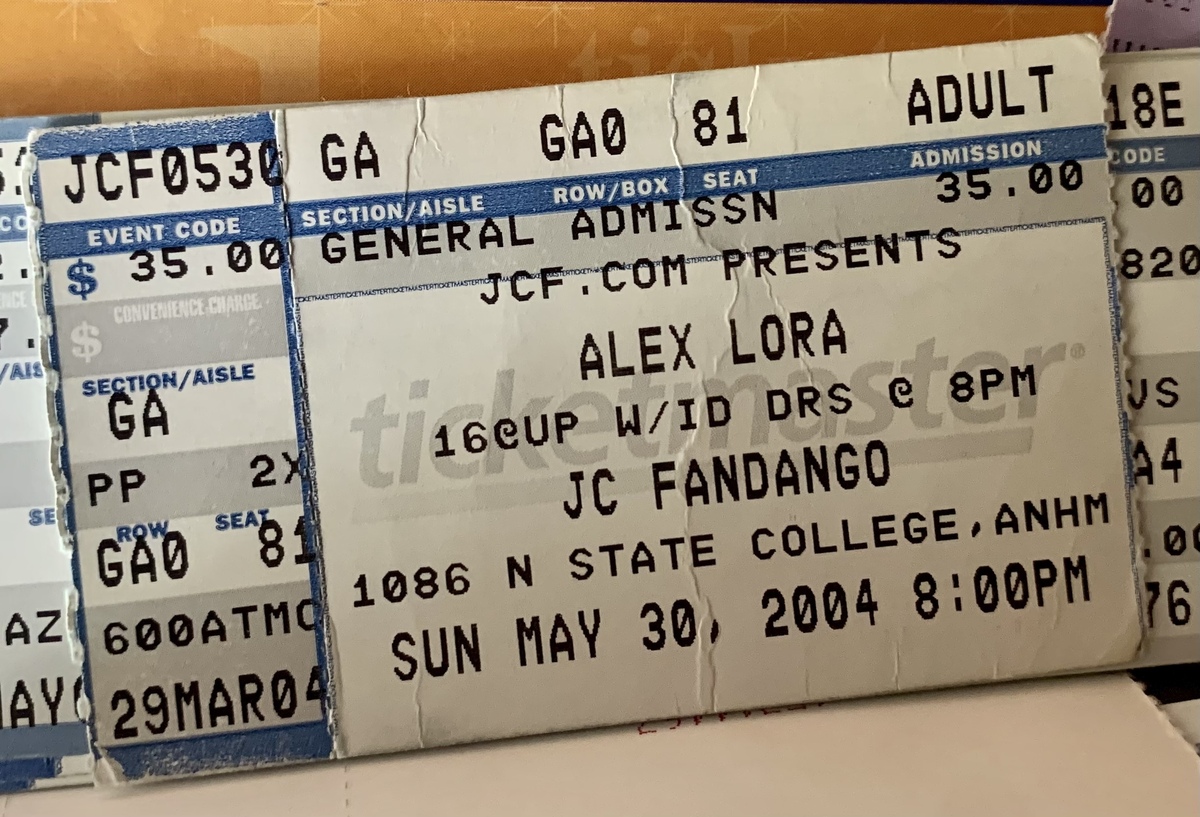 JCF0530
EVENT CODE
$ 35.00
CONVENIENCE CHARGE
$
SECTION/AISLE
GA
PP 2X
ROW SEAT
GA0 81
600ATMC
29MAR04
GA GA0 81 ADULT
SECTION/AISLE ROW/BOX SEAT ADMISSION
GENERAL ADMISSN 35.00
JCF.COM PRESENTS
ALEX LORA
ticketmaster®
16@UP W/ID DRS @ 8PM
JC FANDANGO
1086 N STATE COLLEGE,ANHM
SUN MAY 30, 2004 8:00PM
18E
CODE
00
820
VS
A4
.00
76
AZ